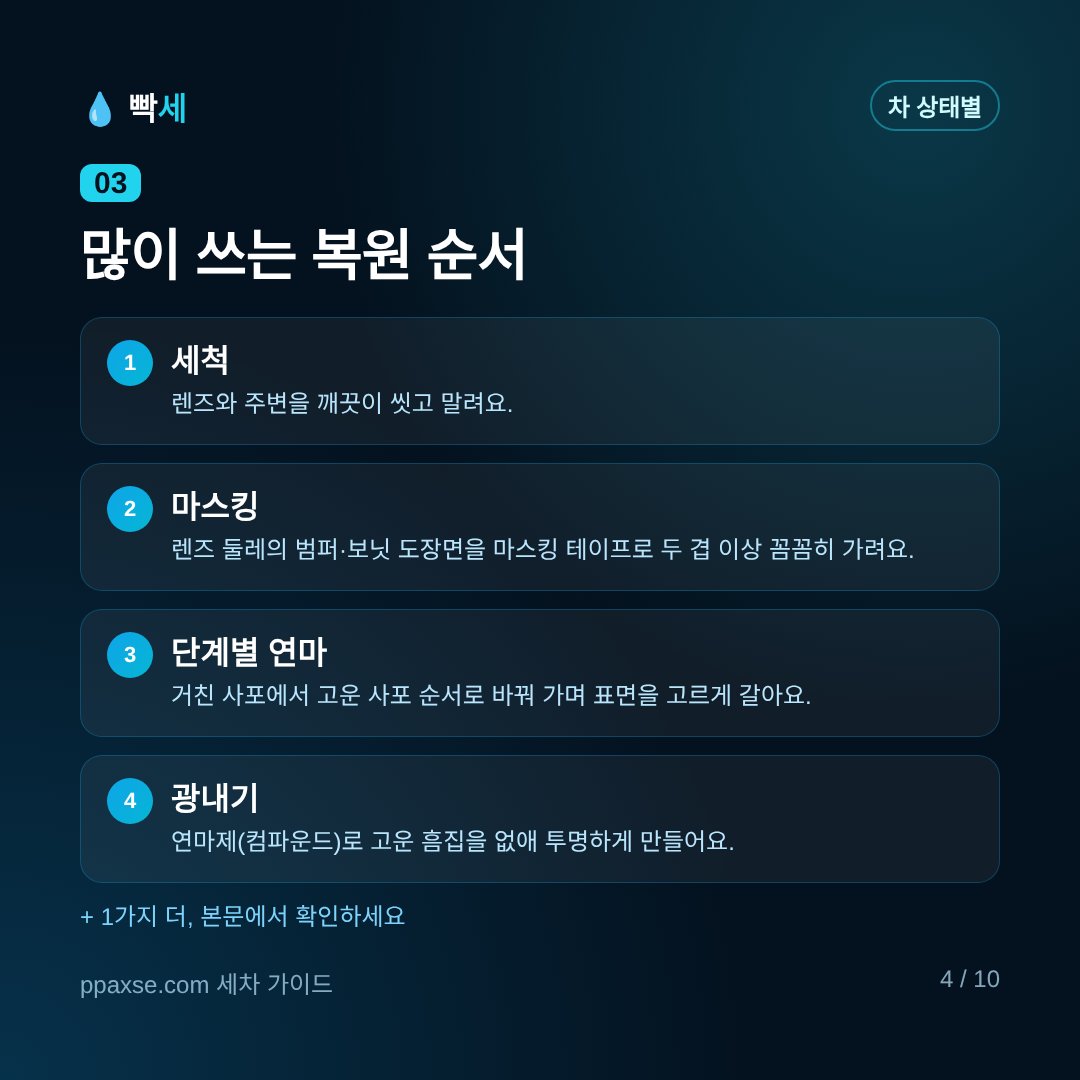 빡세
차 상태별
03
많이 쓰는 복원 순서
1
세척
렌즈와 주변을 깨끗이 씻고 말려요.
2
마스킹
렌즈 둘레의 범퍼·보닛 도장면을 마스킹 테이프로 두 겹 이상 꼼꼼히 가려요.
3
단계별 연마
거친 사포에서 고운 사포 순서로 바꿔 가며 표면을 고르게 갈아요.
4
광내기
연마제(컴파운드)로 고운 흠집을 없애 투명하게 만들어요.
+ 1가지 더, 본문에서 확인하세요
ppaxse.com 세차 가이드
4 / 10